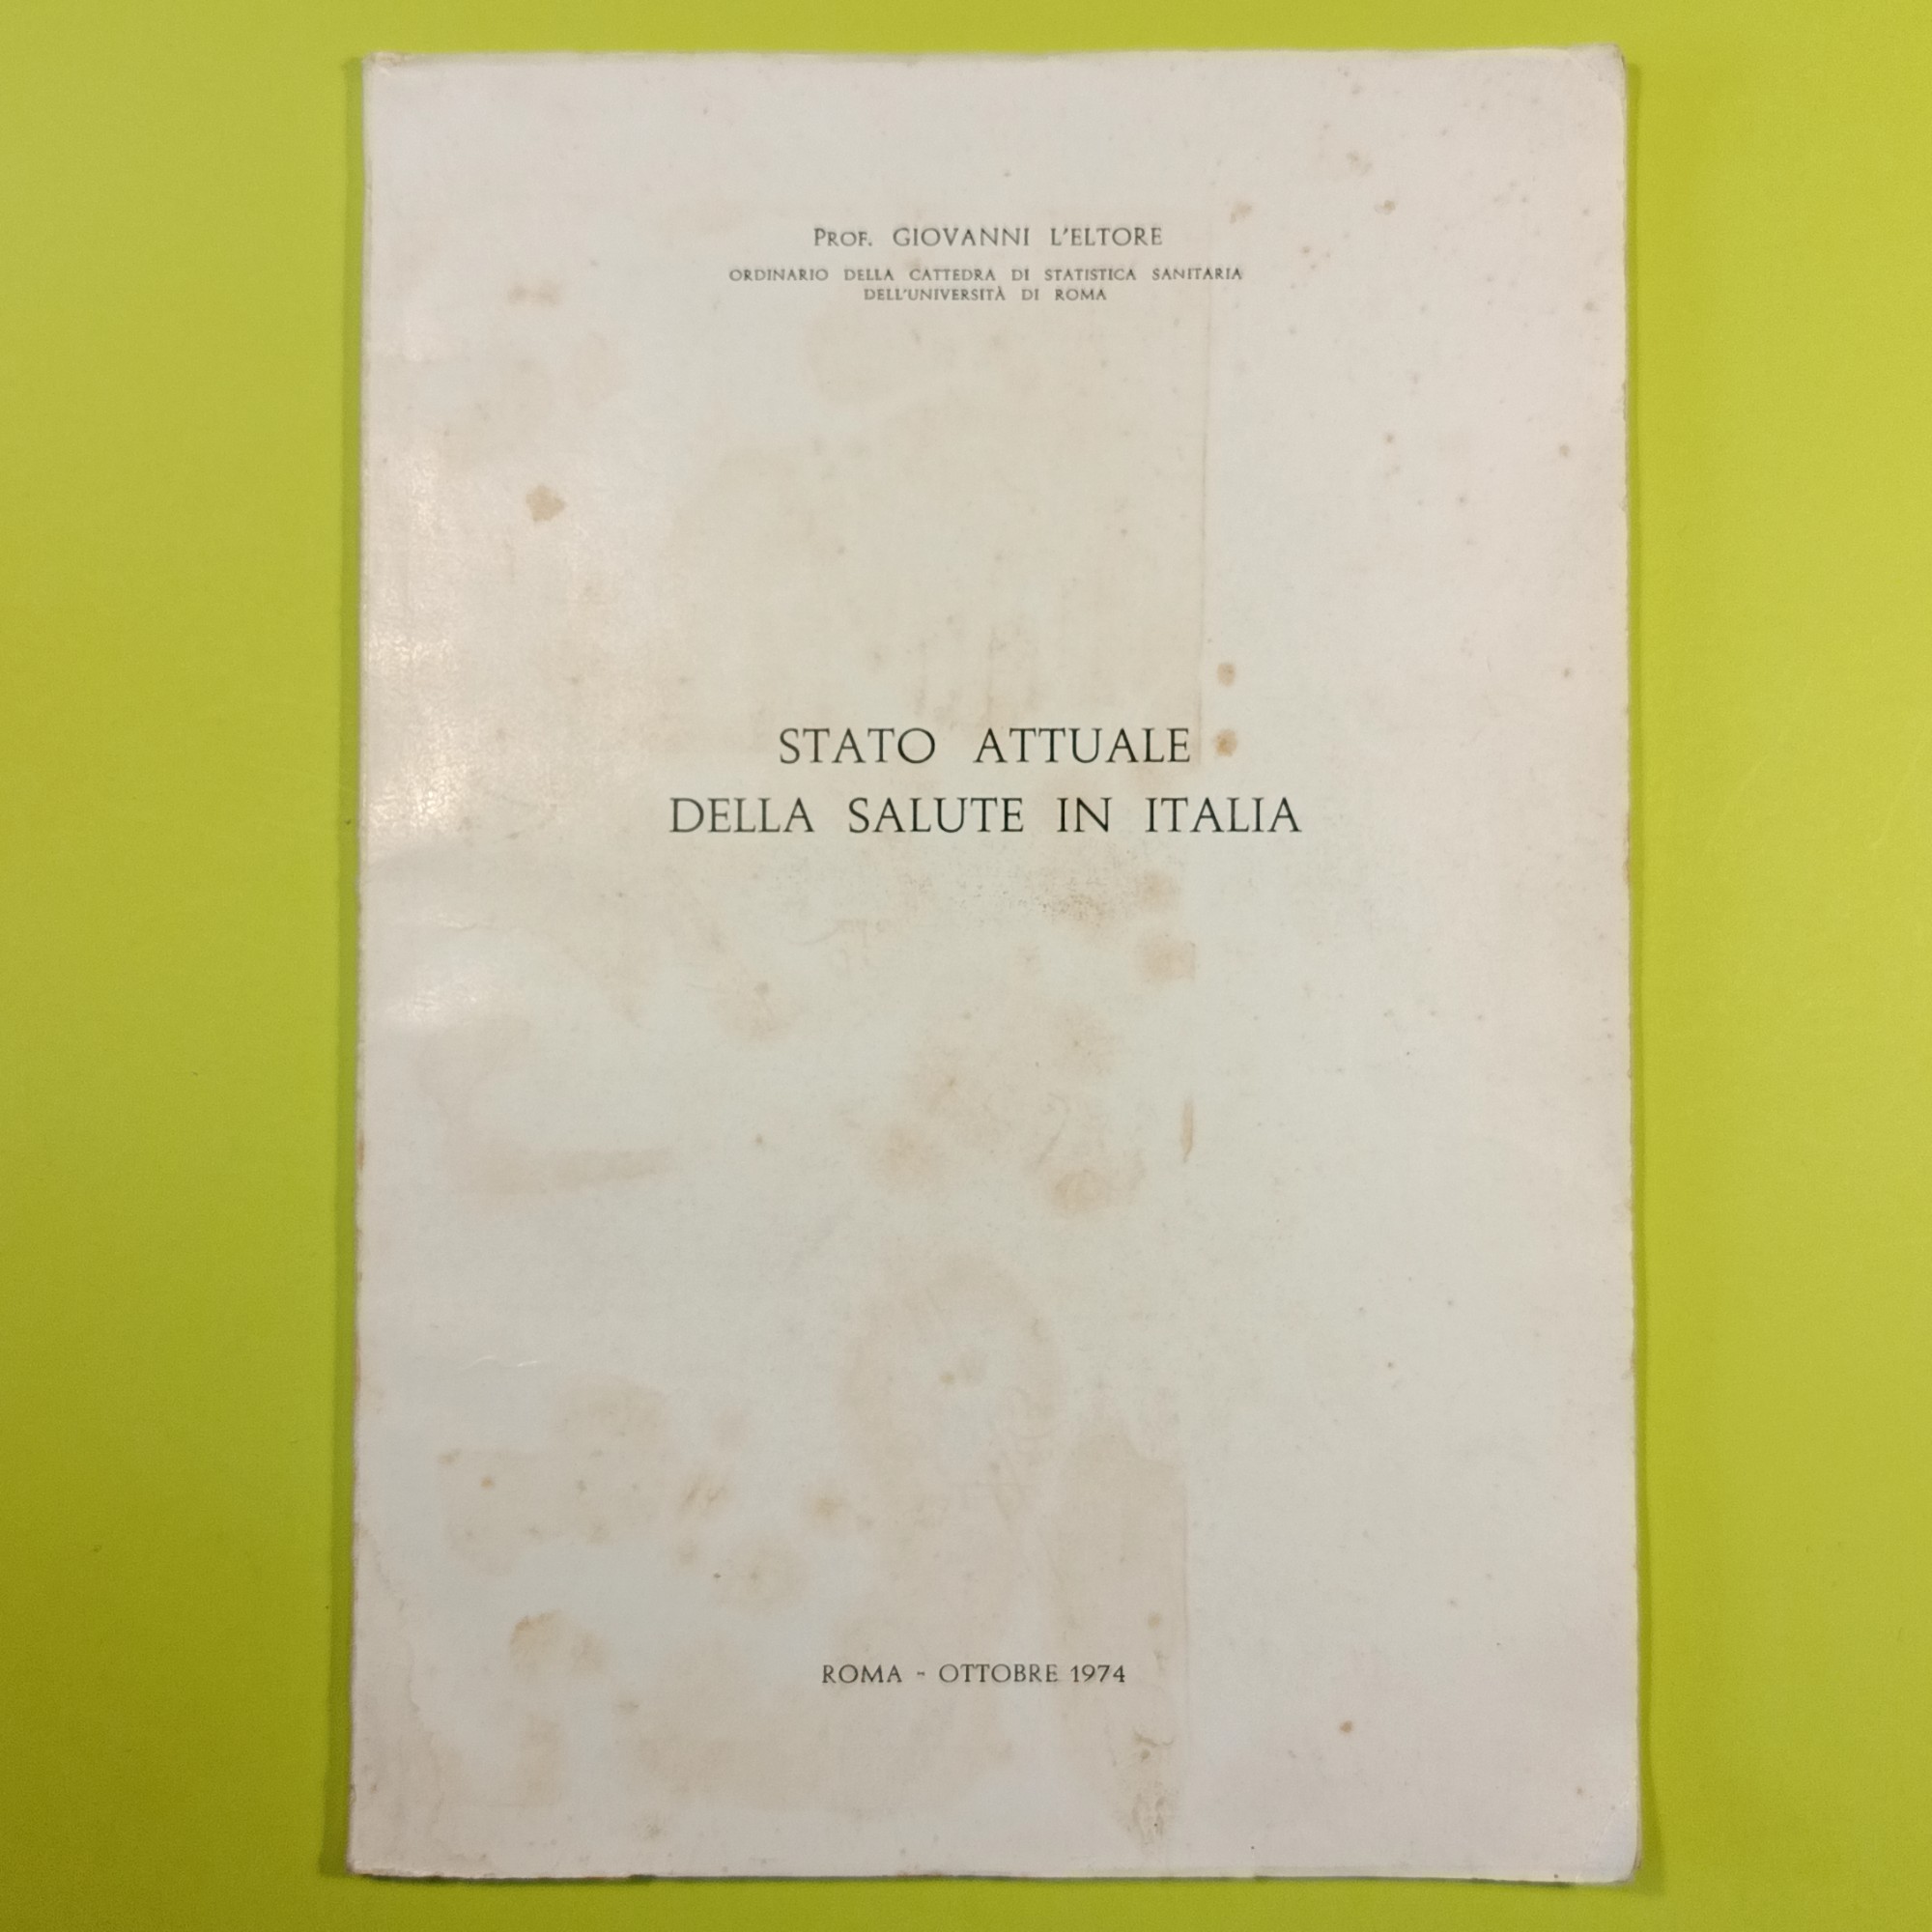 Prof. GIOVANNI L'ELTORE
ORDINARIO DELLA CATTEDRA DI STATISTICA SANITARIA
DELL'UNIVERSITÀ DI ROMA
STATO ATTUALE
DELLA SALUTE IN ITALIA
ROMA - OTTOBRE 1974